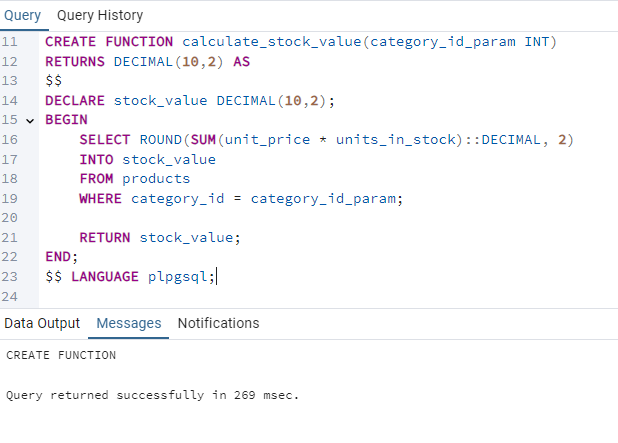 Query Query History
11 CREATE FUNCTION calculate_stock_value(category_id_param INT)
12 RETURNS DECIMAL(10,2) AS
13 $$
14 DECLARE stock_value DECIMAL(10,2);
15 BEGIN
16 SELECT ROUND(SUM(unit_price * units_in_stock)::DECIMAL, 2)
17 INTO stock_value
18 FROM products
19 WHERE category_id = category_id_param;
20
21 RETURN stock_value;
22 END;
23 $$ LANGUAGE plpgsql;
24
Data Output Messages Notifications
CREATE FUNCTION
Query returned successfully in 269 msec.